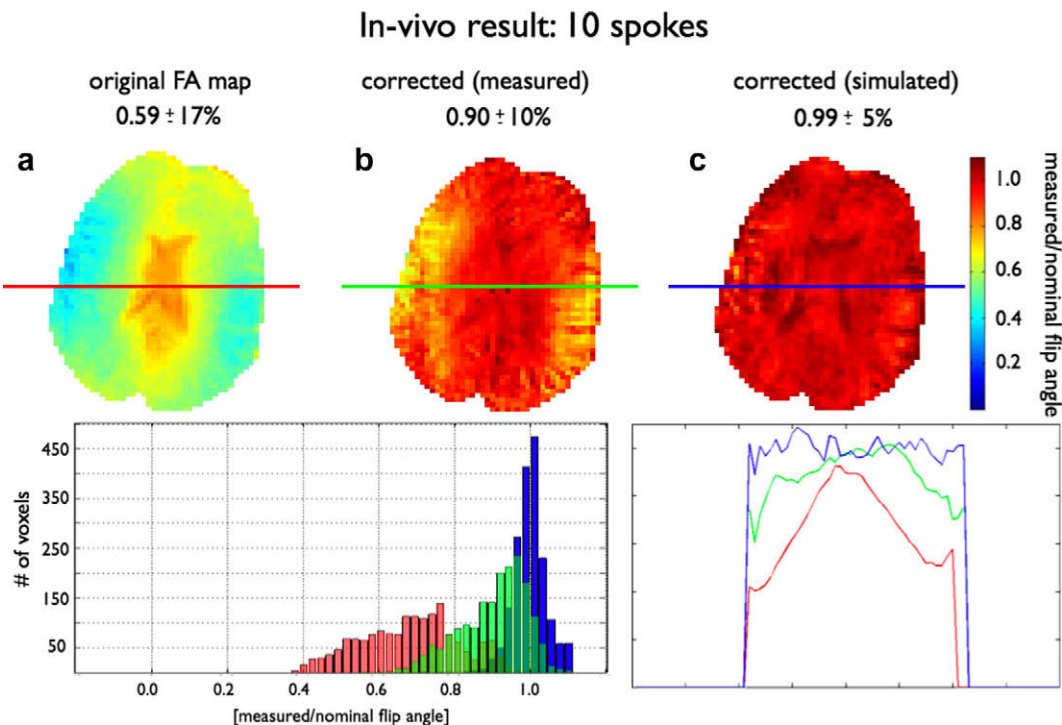 In-vivo result: 10 spokes
original FA map
0.59 ± 17%
corrected (measured)
0.90 ± 10%
corrected (simulated)
0.99 ± 5%
a
b
c
1.0
0.8
0.6
0.4
0.2
measured/nominal flip angle
450
350
250
150
50
# of voxels
0.0 0.2 0.4 0.6 0.8 1.0
[measured/nominal flip angle]